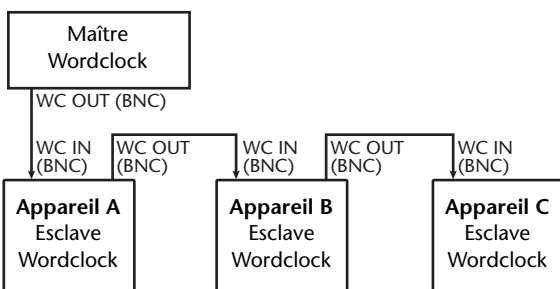 Maître
Wordclock
WC OUT (BNC)
WC IN
(BNC)
WC OUT
(BNC)
WC IN
(BNC)
WC OUT
(BNC)
WC IN
(BNC)
Appareil A
Esclave
Wordclock
Appareil B
Esclave
Wordclock
Appareil C
Esclave
Wordclock